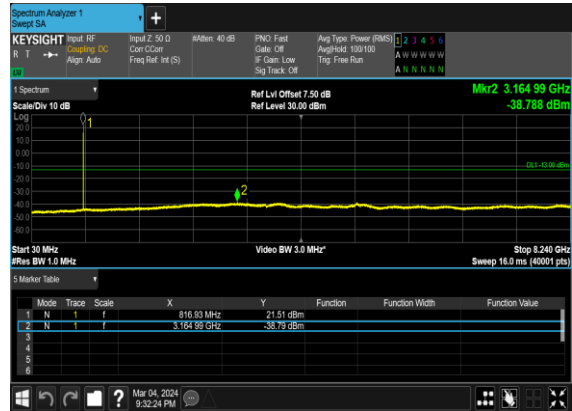 Spectrum Analyzer 1
Swept SA
+
KEYSIGHT
R T
Input: RF
Coupling: DC
Align: Auto
Input Z: 50 Ω
Corr CCorr
Freq Ref: Int (S)
#Atten: 40 dB
PNO: Fast
Gate: Off
IF Gain: Low
Sig Track: Off
Avg Type: Power (RMS)
Avg|Hold: 100/100
Trig: Free Run
1 2 3 4 5 6
A W W W W W
A N N N N N
1 Spectrum
Scale/Div 10 dB
Log
Ref Lvl Offset 7.50 dB
Ref Level 30.00 dBm
Mkr2 3.164 99 GHz
-38.788 dBm
20.0
10.0
0.00
-10.0
-20.0
-30.0
-40.0
-50.0
-60.0
1
2
DL1 -13.00 dBm
Start 30 MHz
#Res BW 1.0 MHz
Video BW 3.0 MHz*
Stop 8.240 GHz
Sweep 16.0 ms (40001 pts)
5 Marker Table
Mode Trace Scale X Y Function Function Width Function Value
1 N 1 f 816.93 MHz 21.51 dBm
2 N 1 f 3.164 99 GHz -38.79 dBm
3
4
5
6
?
Mar 04, 2024
9:32:24 PM